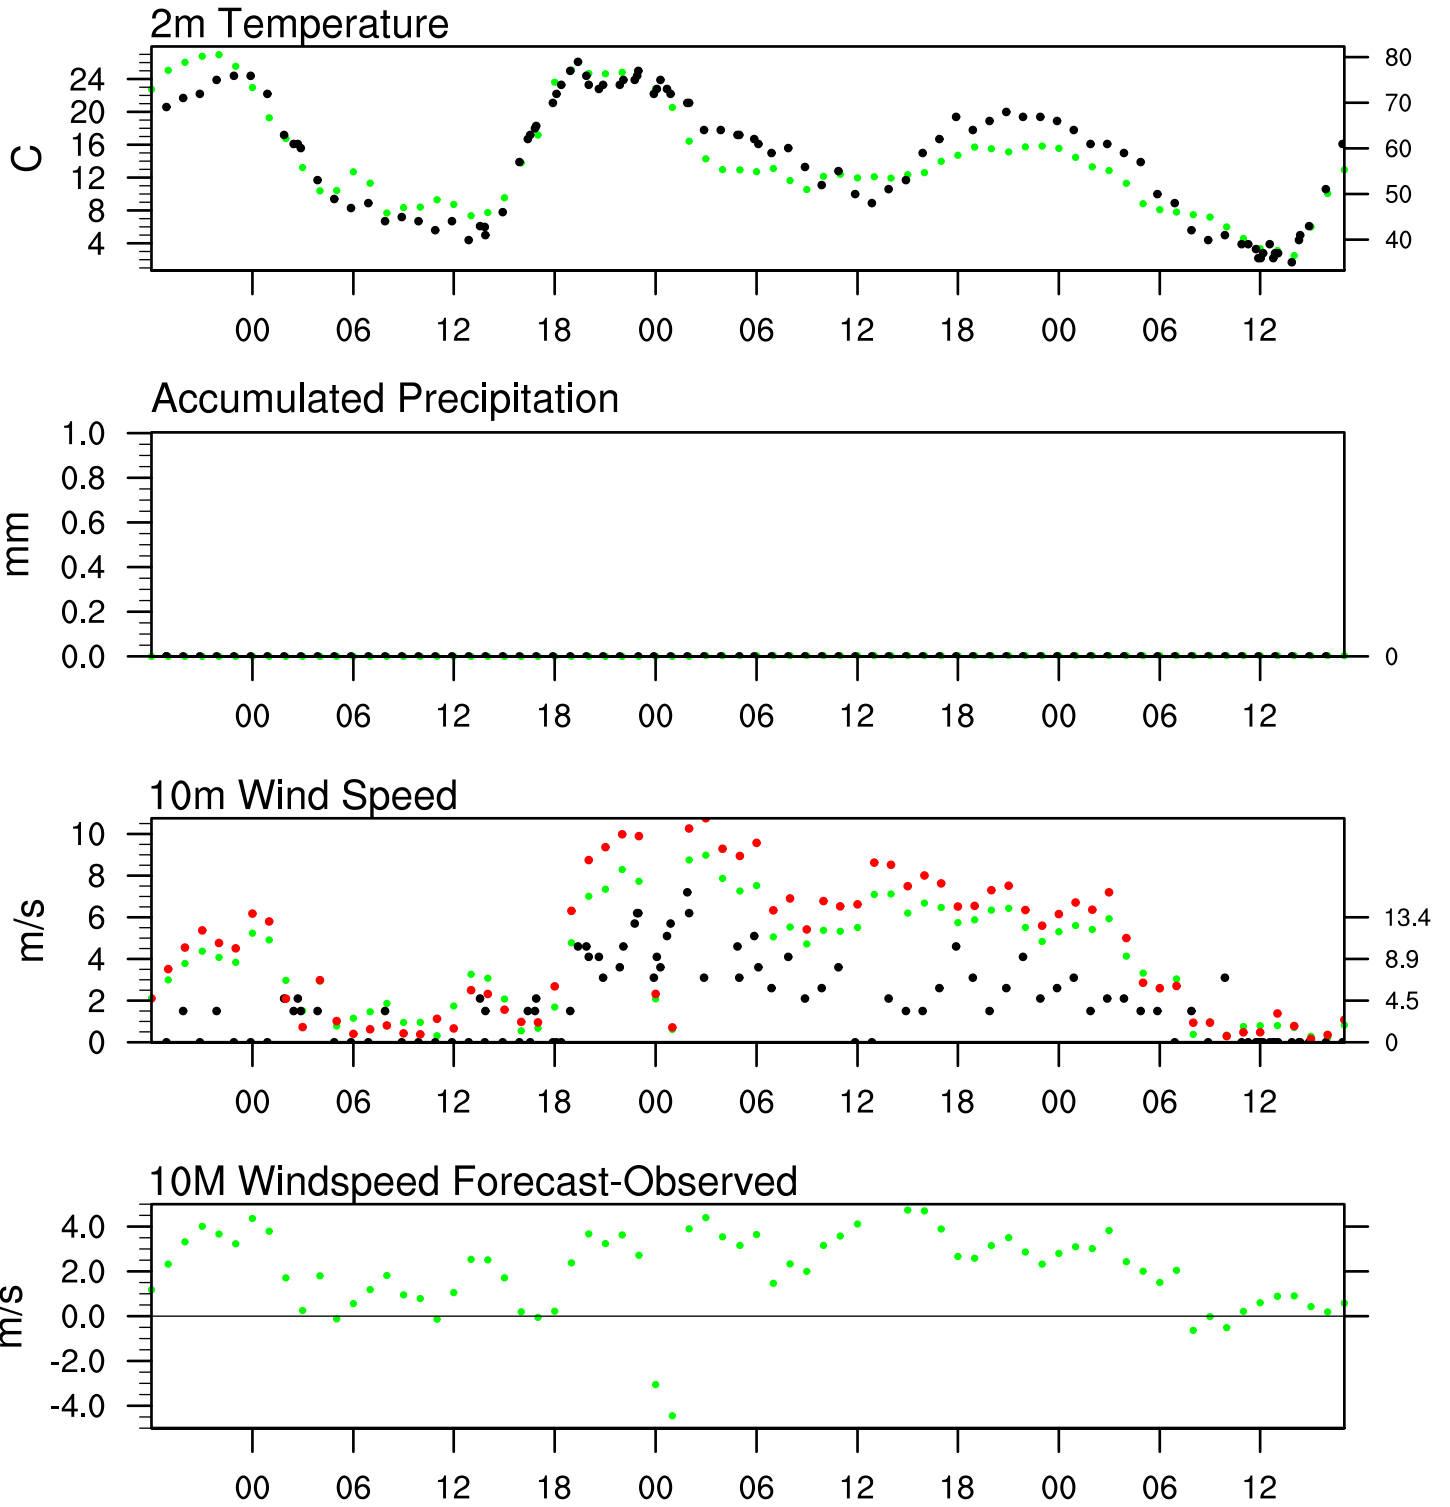 2m Temperature
24
20
16
12
8
4
C
80
70
60
50
40
00 06 12 18 00 06 12 18 00 06 12
Accumulated Precipitation
1.0
0.8
0.6
0.4
0.2
0.0
mm
0
00 06 12 18 00 06 12 18 00 06 12
10m Wind Speed
10
8
6
4
2
0
m/s
13.4
8.9
4.5
0
00 06 12 18 00 06 12 18 00 06 12
10M Windspeed Forecast-Observed
4.0
2.0
0.0
-2.0
-4.0
m/s
00 06 12 18 00 06 12 18 00 06 12